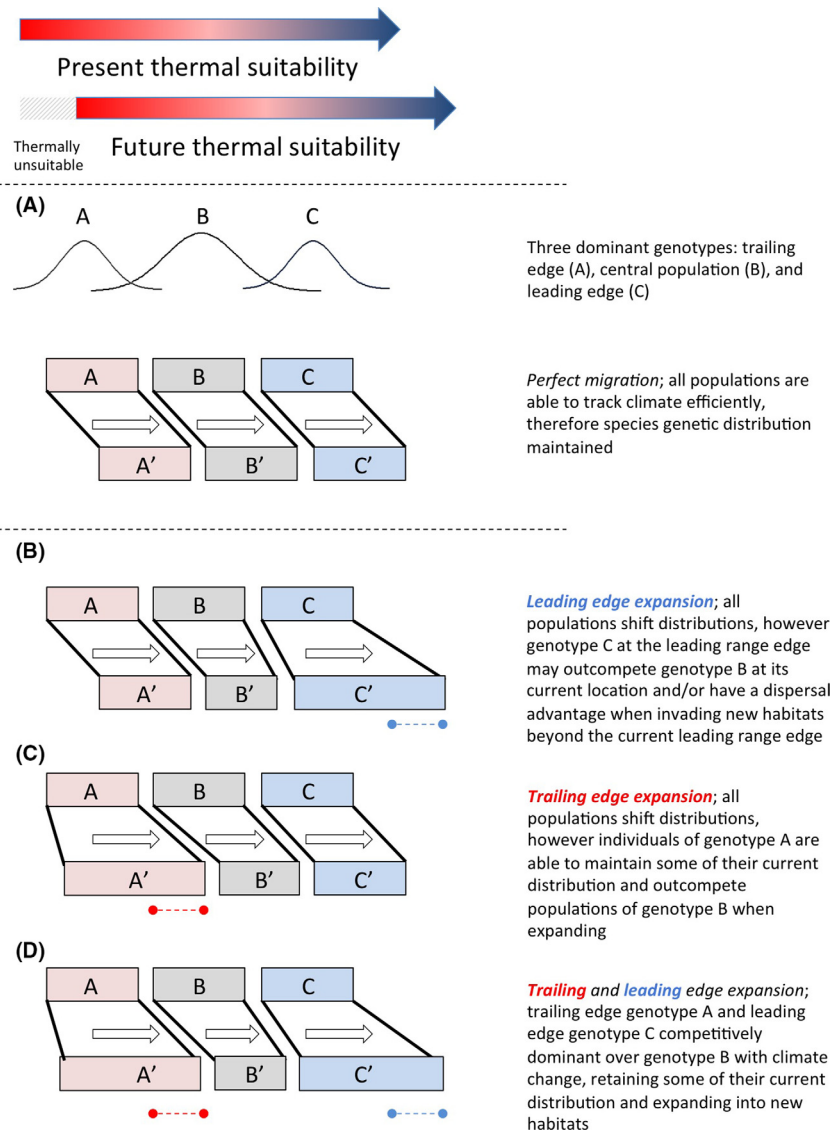 Present thermal suitability
Thermally
unsuitable
Future thermal suitability
(A)
A B C
Three dominant genotypes: trailing
edge (A), central population (B), and
leading edge (C)
A B C
A’ B’ C’
Perfect migration; all populations are
able to track climate efficiently,
therefore species genetic distribution
maintained
(B)
A B C
A’ B’ C’
Leading edge expansion; all
populations shift distributions, however
genotype C at the leading range edge
may outcompete genotype B at its
current location and/or have a dispersal
advantage when invading new habitats
beyond the current leading range edge
(C)
A B C
A’ B’ C’
Trailing edge expansion; all
populations shift distributions,
however individuals of genotype A are
able to maintain some of their current
distribution and outcompete
populations of genotype B when
expanding
(D)
A B C
A’ B’ C’
Trailing and leading edge expansion;
trailing edge genotype A and leading
edge genotype C competitively
dominant over genotype B with climate
change, retaining some of their current
distribution and expanding into new
habitats